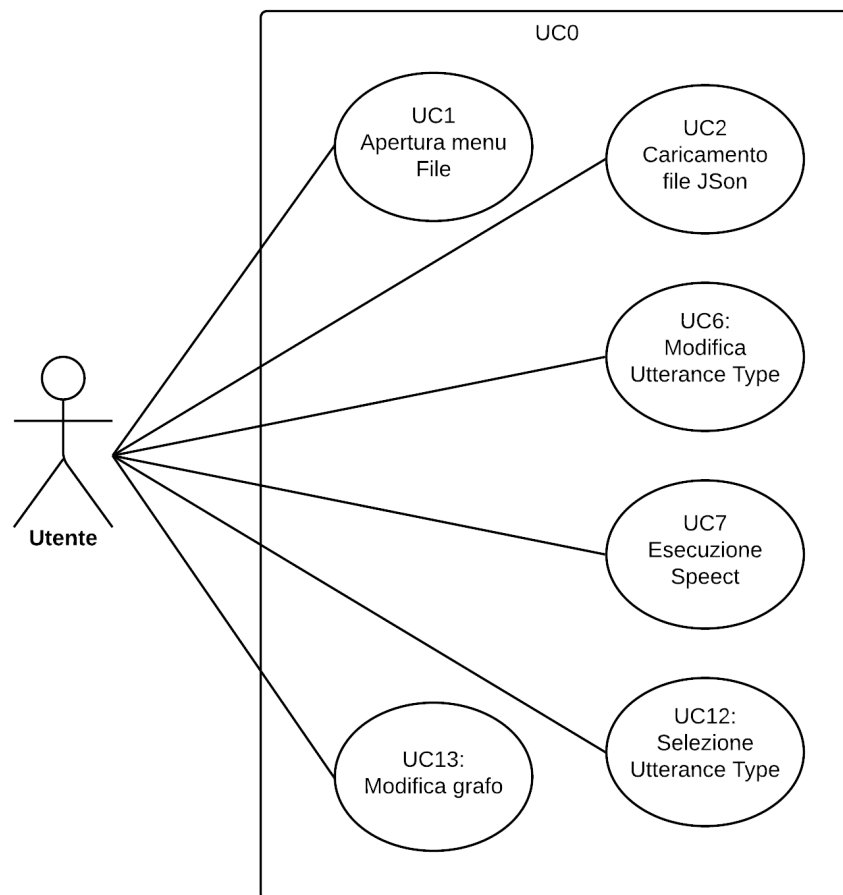 UC0
UC1
Apertura menu
File
UC2
Caricamento
file JSon
UC6:
Modifica
Utterance Type
UC7
Esecuzione
Speect
Utente
UC12:
Selezione
Utterance Type
UC13:
Modifica grafo